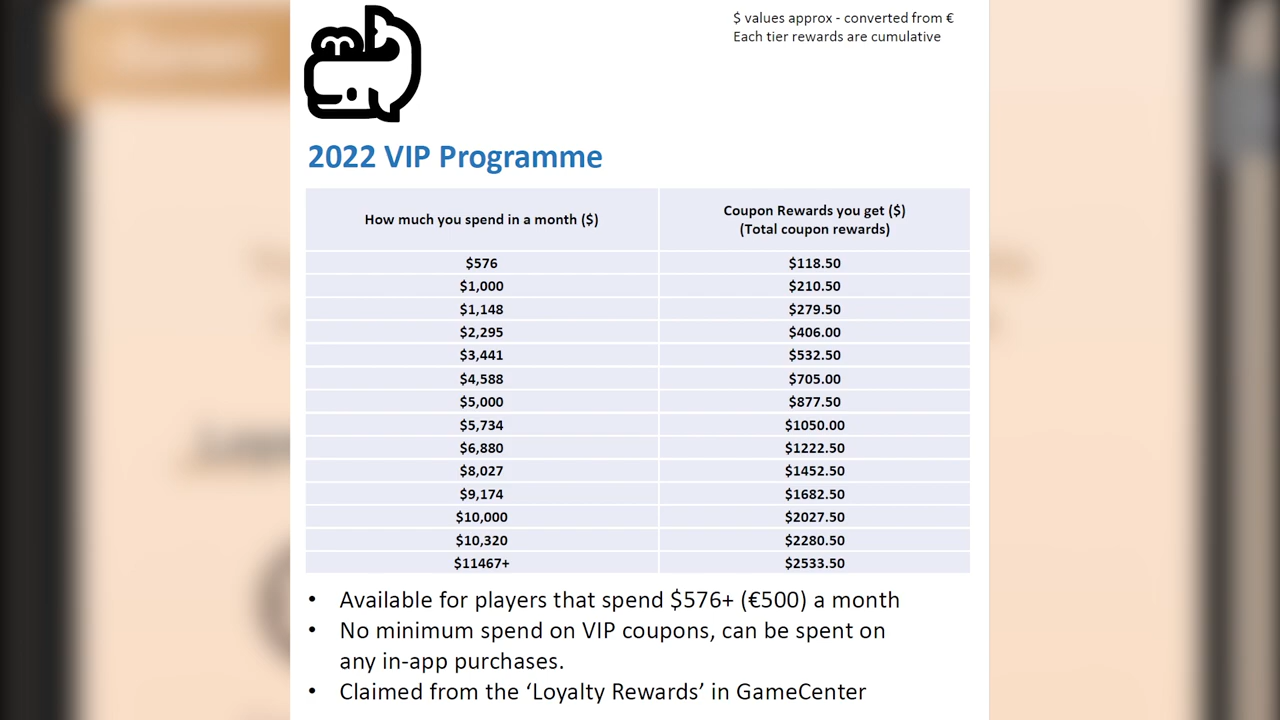 $ values approx - converted from €
Each tier rewards are cumulative
2022 VIP Programme
How much you spend in a month ($)
Coupon Rewards you get ($)
(Total coupon rewards)
$576 $118.50
$1,000 $210.50
$1,148 $279.50
$2,295 $406.00
$3,441 $532.50
$4,588 $705.00
$5,000 $877.50
$5,734 $1050.00
$6,880 $1222.50
$8,027 $1452.50
$9,174 $1682.50
$10,000 $2027.50
$10,320 $2280.50
$11467+ $2533.50
• Available for players that spend $576+ (€500) a month
• No minimum spend on VIP coupons, can be spent on
any in-app purchases.
• Claimed from the ‘Loyalty Rewards’ in GameCenter